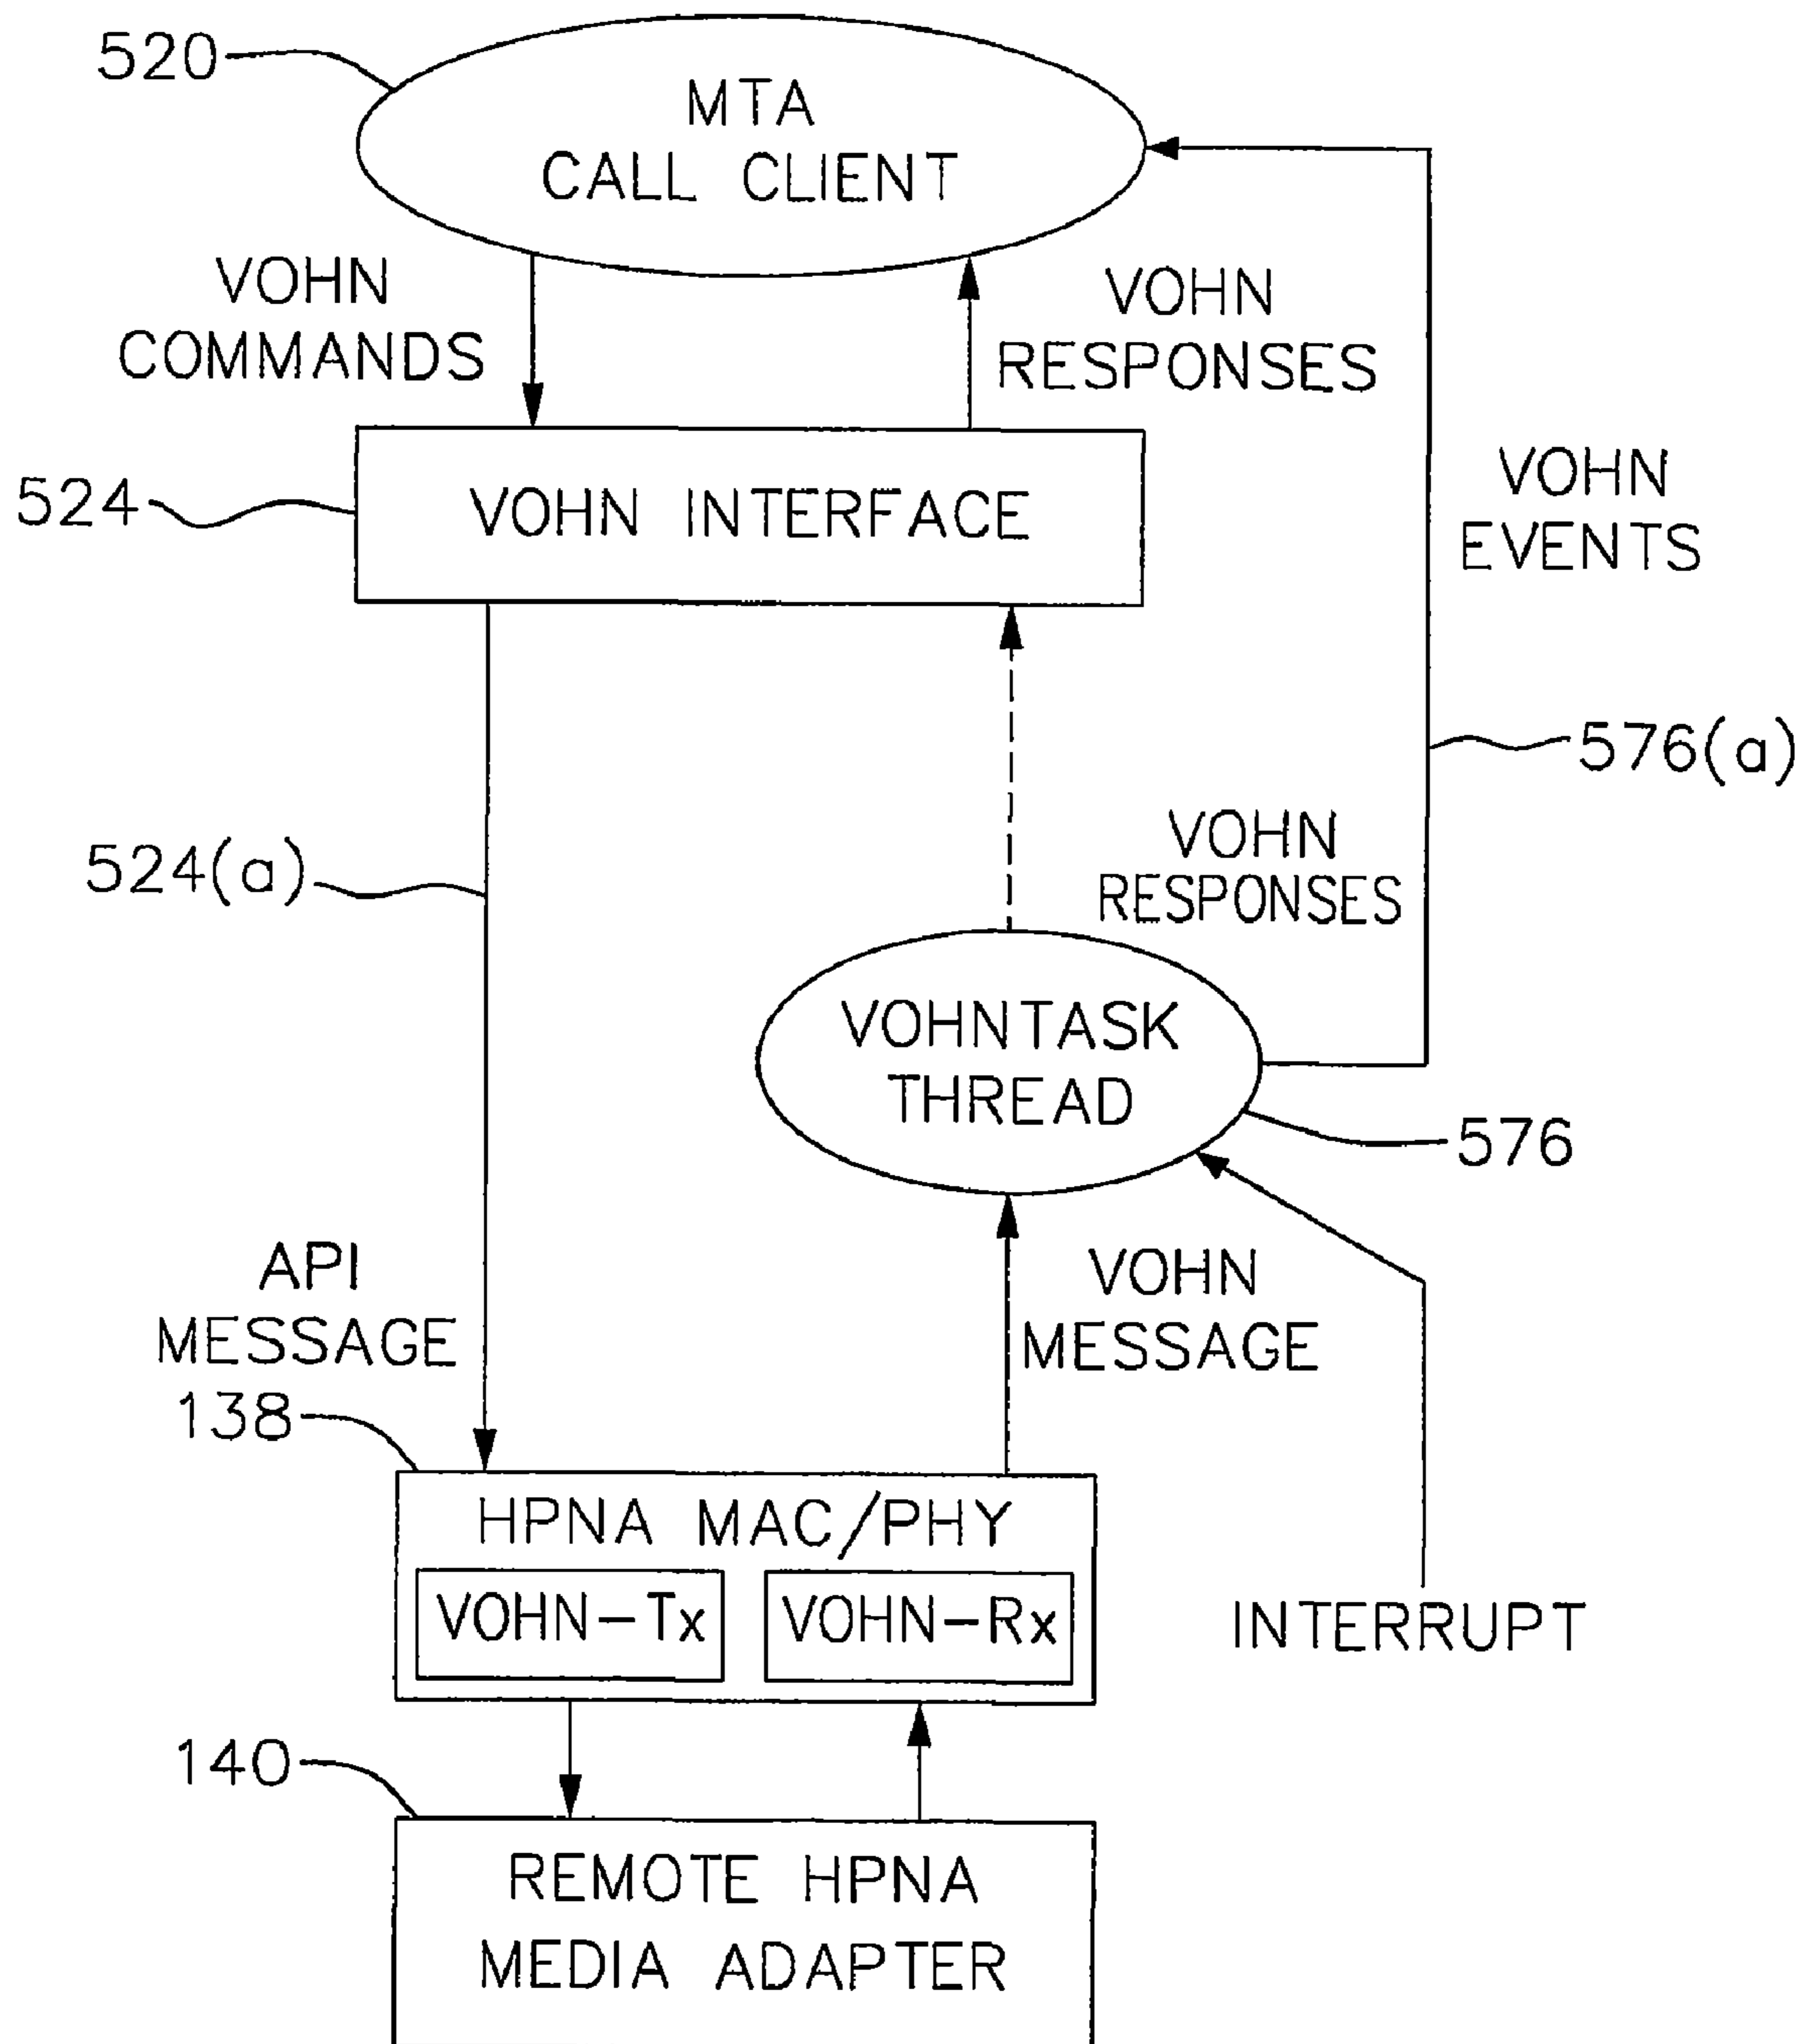 520
MTA
CALL CLIENT
VOHN
COMMANDS
VOHN
RESPONSES
524
VOHN INTERFACE
VOHN
EVENTS
576(a)
524(a)
VOHN
RESPONSES
VOHNTASK
THREAD
576
API
MESSAGE
VOHN
MESSAGE
138
HPNA MAC/PHY
VOHN-Tx
VOHN-Rx
INTERRUPT
140
REMOTE HPNA
MEDIA ADAPTER